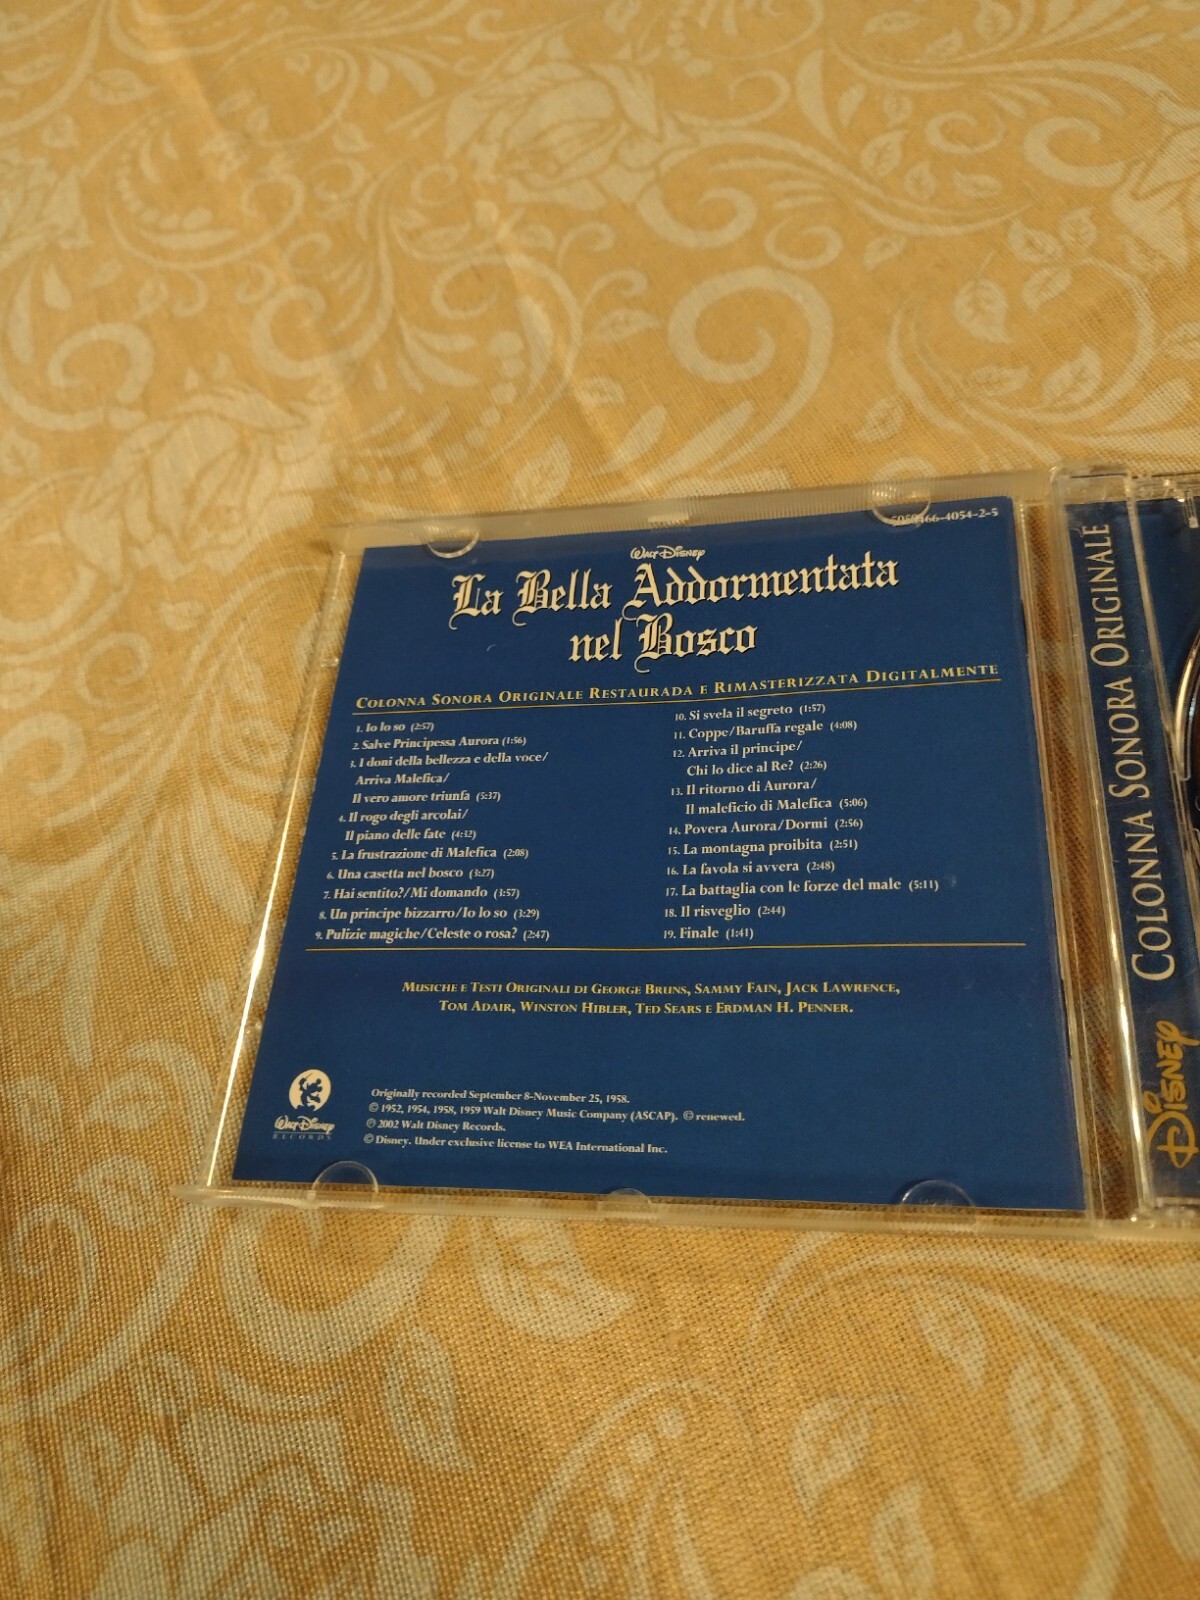 5050466-4054-2-5
Walt Disney
La Bella Addormentata
nel Bosco
Colonna Sonora Originale Restaurada e Rimasterizzata Digitalmente
1. Io lo so (2:57)
2. Salve Principessa Aurora (1:56)
3. I doni della bellezza e della voce/
Arriva Malefica/
Il vero amore triunfa (5:37)
4. Il rogo degli arcolai/
Il piano delle fate (4:32)
5. La frustrazione di Malefica (2:08)
6. Una casetta nel bosco (3:27)
7. Hai sentito?/Mi domando (3:57)
8. Un principe bizzarro/Io lo so (3:29)
9. Pulizie magiche/Celeste o rosa? (2:47)
10. Si svela il segreto (1:57)
11. Coppe/Baruffa regale (4:08)
12. Arriva il principe/
Chi lo dice al Re? (2:26)
13. Il ritorno di Aurora/
Il maleficio di Malefica (5:06)
14. Povera Aurora/Dormi (2:56)
15. La montagna proibita (2:51)
16. La favola si avvera (2:48)
17. La battaglia con le forze del male (5:11)
18. Il risveglio (2:44)
19. Finale (1:41)
Musiche e Testi Originali di George Bruns, Sammy Fain, Jack Lawrence,
Tom Adair, Winston Hibler, Ted Sears e Erdman H. Penner.
Walt Disney
RECORDS
Originally recorded September 8-November 25, 1958.
© 1952, 1954, 1958, 1959 Walt Disney Music Company (ASCAP). © renewed.
℗ 2002 Walt Disney Records.
© Disney. Under exclusive license to WEA International Inc.
Disney Colonna Sonora Originale